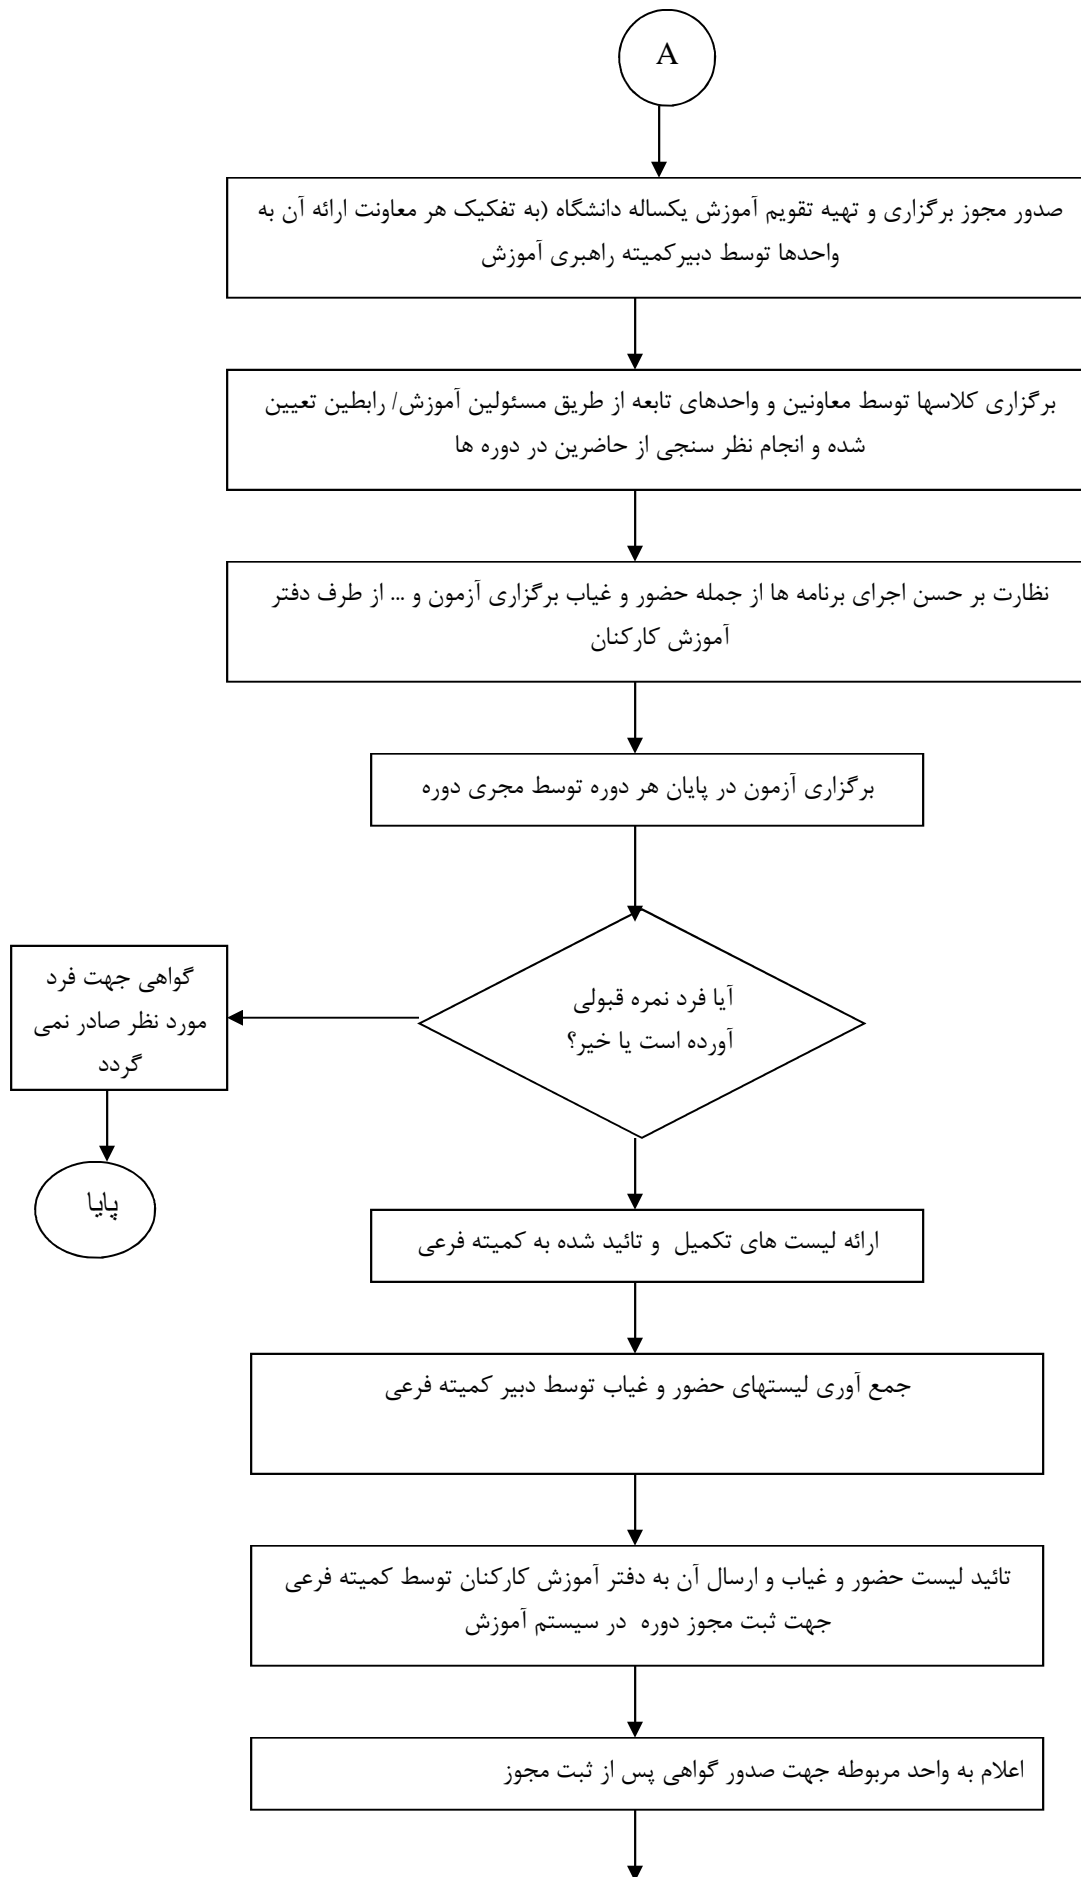 A
صدور مجوز برگزاری و تهیه تقویم آموزش یکساله دانشگاه (به تفکیک هر معاونت ارائه آن به
واحدها توسط دبیرکمیته راهبری آموزش
برگزاری کلاسها توسط معاونین و واحدهای تابعه از طریق مسئولین آموزش/ رابطین تعیین
شده و انجام نظر سنجی از حاضرین در دوره ها
نظارت بر حسن اجرای برنامه ها از جمله حضور و غیاب برگزاری آزمون و ... از طرف دفتر
آموزش کارکنان
برگزاری آزمون در پایان هر دوره توسط مجری دوره
آیا فرد نمره قبولی
آورده است یا خیر؟
گواهی جهت فرد
مورد نظر صادر نمی
گردد
پایا
ارائه لیست های تکمیل و تائید شده به کمیته فرعی
جمع آوری لیستهای حضور و غیاب توسط دبیر کمیته فرعی
تائید لیست حضور و غیاب و ارسال آن به دفتر آموزش کارکنان توسط کمیته فرعی
جهت ثبت مجوز دوره در سیستم آموزش
اعلام به واحد مربوطه جهت صدور گواهی پس از ثبت مجوز